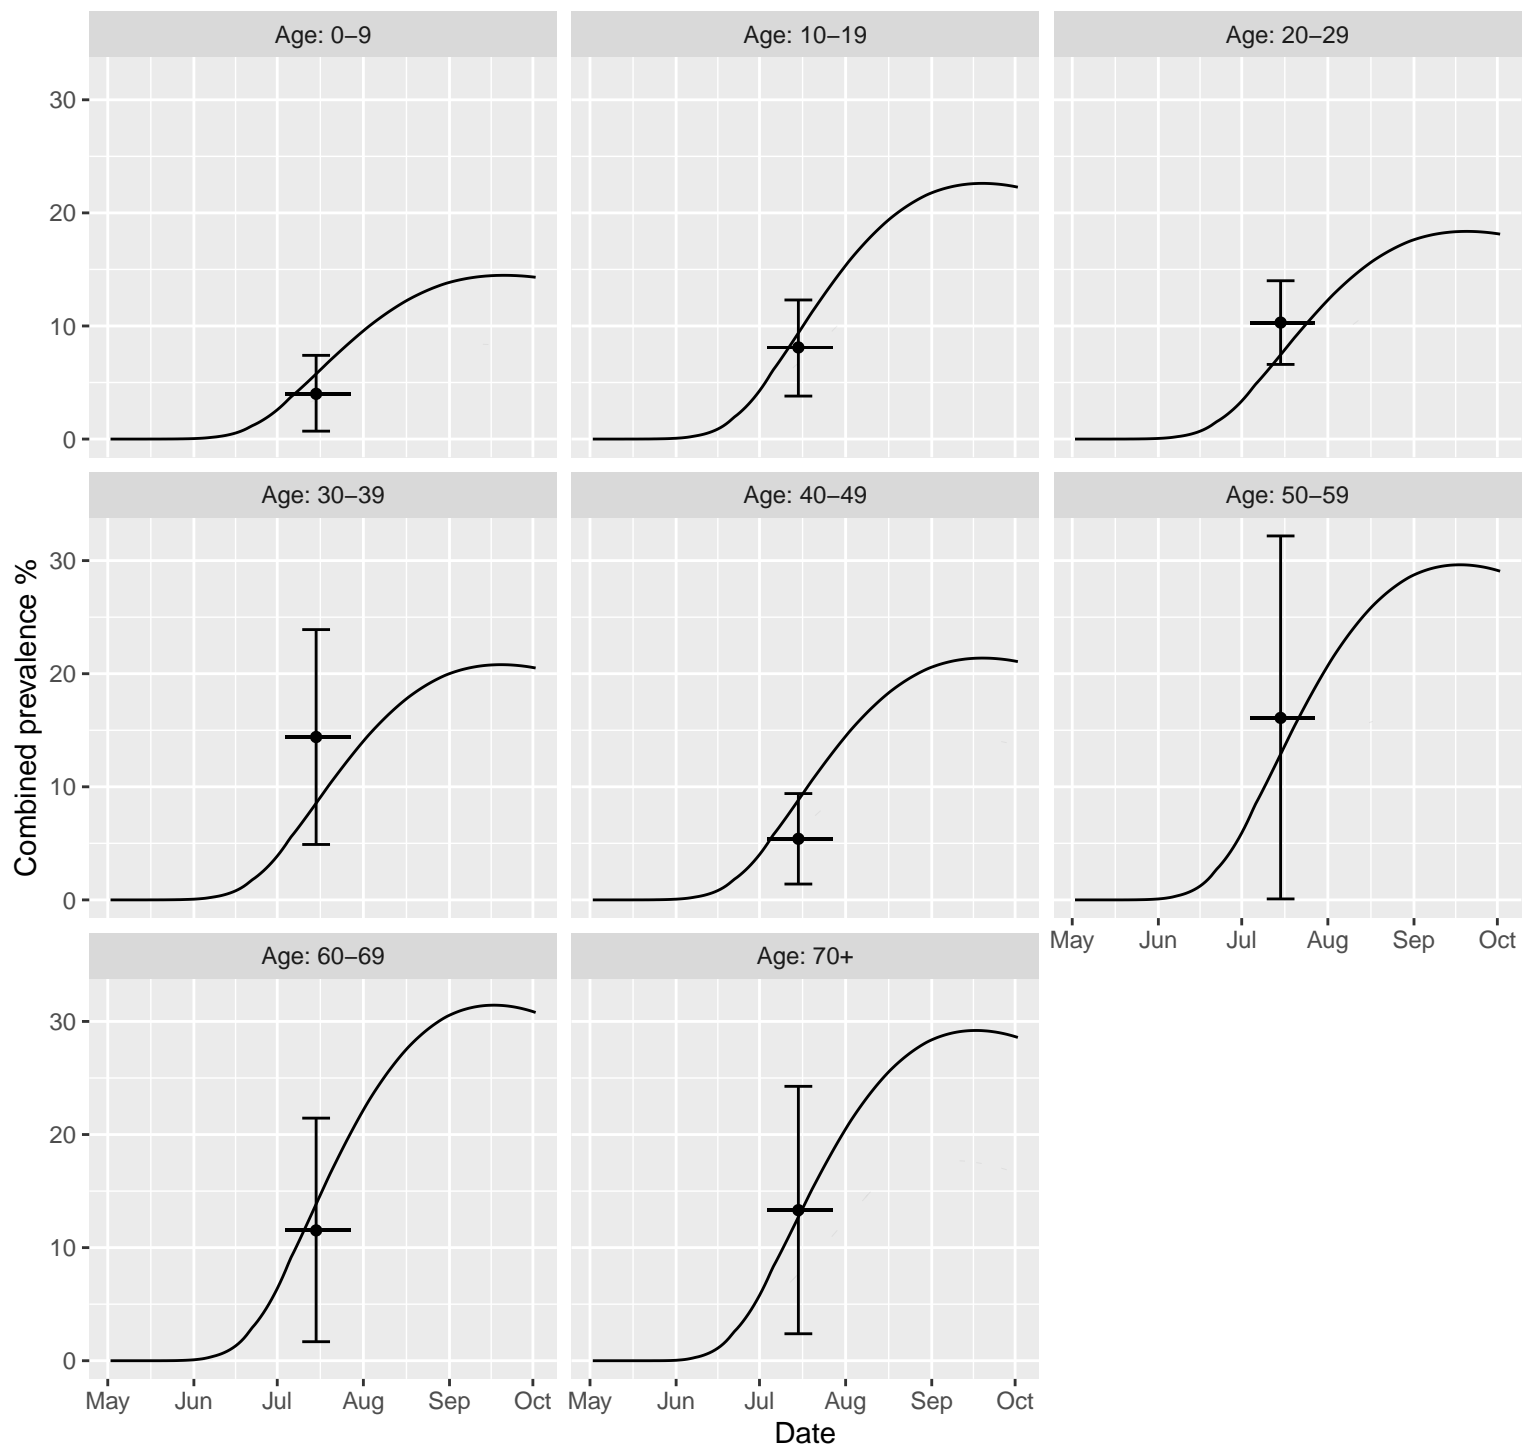 Age: 0–9
Age: 10–19
Age: 20–29
30
20
10
0
Age: 30–39
Age: 40–49
Age: 50–59
30
20
10
0
May Jun Jul Aug Sep Oct
Age: 60–69
Age: 70+
30
20
10
0
May Jun Jul Aug Sep Oct
May Jun Jul Aug Sep Oct
Date
Combined prevalence %